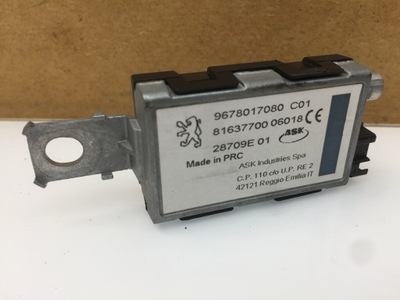 9678017080 C01
81637700 06018 CE
28709E 01 ASK
Made in PRC
ASK Industries Spa
C.P. 110 c/o U.P. RE 2
42121 Reggio Emilia IT